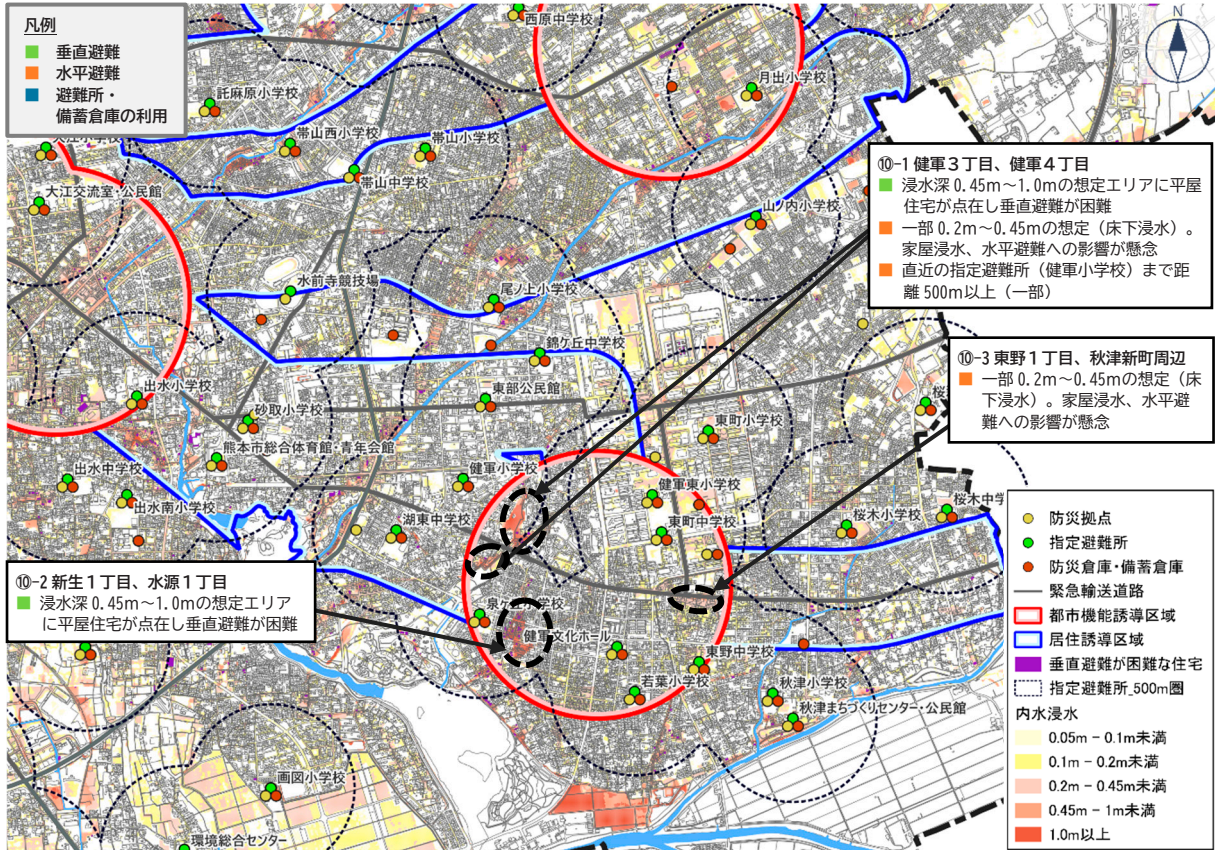 凡例
垂直避難
水平避難
避難所・
備蓄倉庫の利用
西原中学校
N
託麻原小学校
月出小学校
帯山西小学校
帯山小学校
帯山中学校
大江交流室・公民館
山ノ内小学校
⑩-1 健軍3丁目、健軍4丁目
浸水深 0.45m~1.0mの想定エリアに平屋
住宅が点在し垂直避難が困難
一部 0.2m~0.45mの想定(床下浸水)。
家屋浸水、水平避難への影響が懸念
直近の指定避難所(健軍小学校)まで距
離 500m以上(一部)
水前寺競技場
尾ノ上小学校
錦ケ丘中学校
⑩-3 東野1丁目、秋津新町周辺
一部 0.2m~0.45mの想定(床
下浸水)。家屋浸水、水平避
難への影響が懸念
出水小学校
砂取小学校
東部公民館
東町小学校
熊本市総合体育館・青年会館
出水中学校
健軍小学校
健軍東小学校
出水南小学校
湖東中学校
東町中学校
桜木小学校
桜木中学
⑩-2 新生1丁目、水源1丁目
浸水深 0.45m~1.0mの想定エリア
に平屋住宅が点在し垂直避難が困難
泉ヶ丘小学校
健軍文化ホール
東野中学校
若葉小学校
秋津小学校
秋津まちづくりセンター・公民館
画図小学校
環境総合センター
防災拠点
指定避難所
防災倉庫・備蓄倉庫
緊急輸送道路
都市機能誘導区域
居住誘導区域
垂直避難が困難な住宅
指定避難所_500m圏
内水浸水
0.05m - 0.1m未満
0.1m - 0.2m未満
0.2m - 0.45m未満
0.45m - 1m未満
1.0m以上